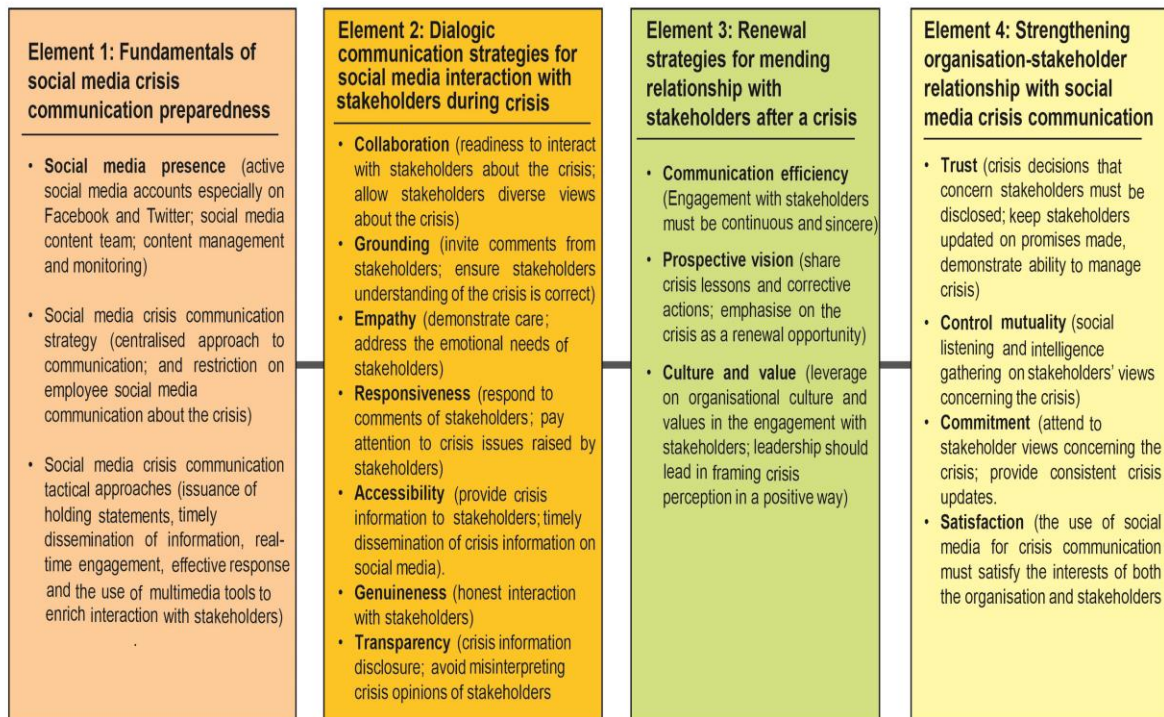 Element 1: Fundamentals of
social media crisis
communication preparedness
• Social media presence (active
social media accounts especially on
Facebook and Twitter; social media
content team; content management
and monitoring)
• Social media crisis communication
strategy (centralised approach to
communication; and restriction on
employee social media
communication about the crisis)
• Social media crisis communication
tactical approaches (issuance of
holding statements, timely
dissemination of information, real-
time engagement, effective response
and the use of multimedia tools to
enrich interaction with stakeholders)
.
Element 2: Dialogic
communication strategies for
social media interaction with
stakeholders during crisis
• Collaboration (readiness to interact
with stakeholders about the crisis;
allow stakeholders diverse views
about the crisis)
• Grounding (invite comments from
stakeholders; ensure stakeholders
understanding of the crisis is correct)
• Empathy (demonstrate care;
address the emotional needs of
stakeholders)
• Responsiveness (respond to
comments of stakeholders; pay
attention to crisis issues raised by
stakeholders)
• Accessibility (provide crisis
information to stakeholders; timely
dissemination of crisis information on
social media).
• Genuineness (honest interaction
with stakeholders)
• Transparency (crisis information
disclosure; avoid misinterpreting
crisis opinions of stakeholders
Element 3: Renewal
strategies for mending
relationship with
stakeholders after a crisis
• Communication efficiency
(Engagement with stakeholders
must be continuous and sincere)
• Prospective vision (share
crisis lessons and corrective
actions; emphasise on the
crisis as a renewal opportunity)
• Culture and value (leverage
on organisational culture and
values in the engagement with
stakeholders; leadership should
lead in framing crisis
perception in a positive way)
Element 4: Strengthening
organisation-stakeholder
relationship with social
media crisis communication
• Trust (crisis decisions that
concern stakeholders must be
disclosed; keep stakeholders
updated on promises made,
demonstrate ability to manage
crisis)
• Control mutuality (social
listening and intelligence
gathering on stakeholders' views
concerning the crisis)
• Commitment (attend to
stakeholder views concerning the
crisis; provide consistent crisis
updates.
• Satisfaction (the use of social
media for crisis communication
must satisfy the interests of both
the organisation and stakeholders